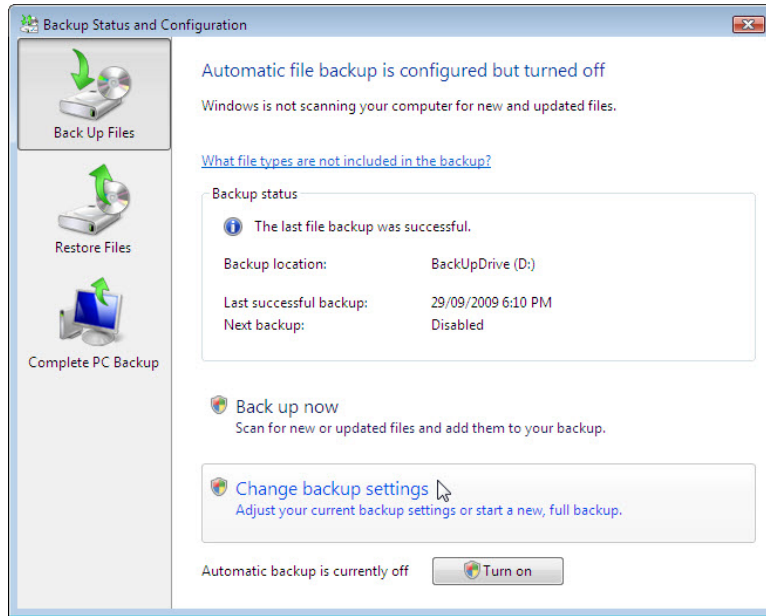 Backup Status and Configuration
Back Up Files
Restore Files
Complete PC Backup
Automatic file backup is configured but turned off
Windows is not scanning your computer for new and updated files.
What file types are not included in the backup?
Backup status
The last file backup was successful.
Backup location: BackUpDrive (D:)
Last successful backup: 29/09/2009 6:10 PM
Next backup: Disabled
Back up now
Scan for new or updated files and add them to your backup.
Change backup settings
Adjust your current backup settings or start a new, full backup.
Automatic backup is currently off Turn on